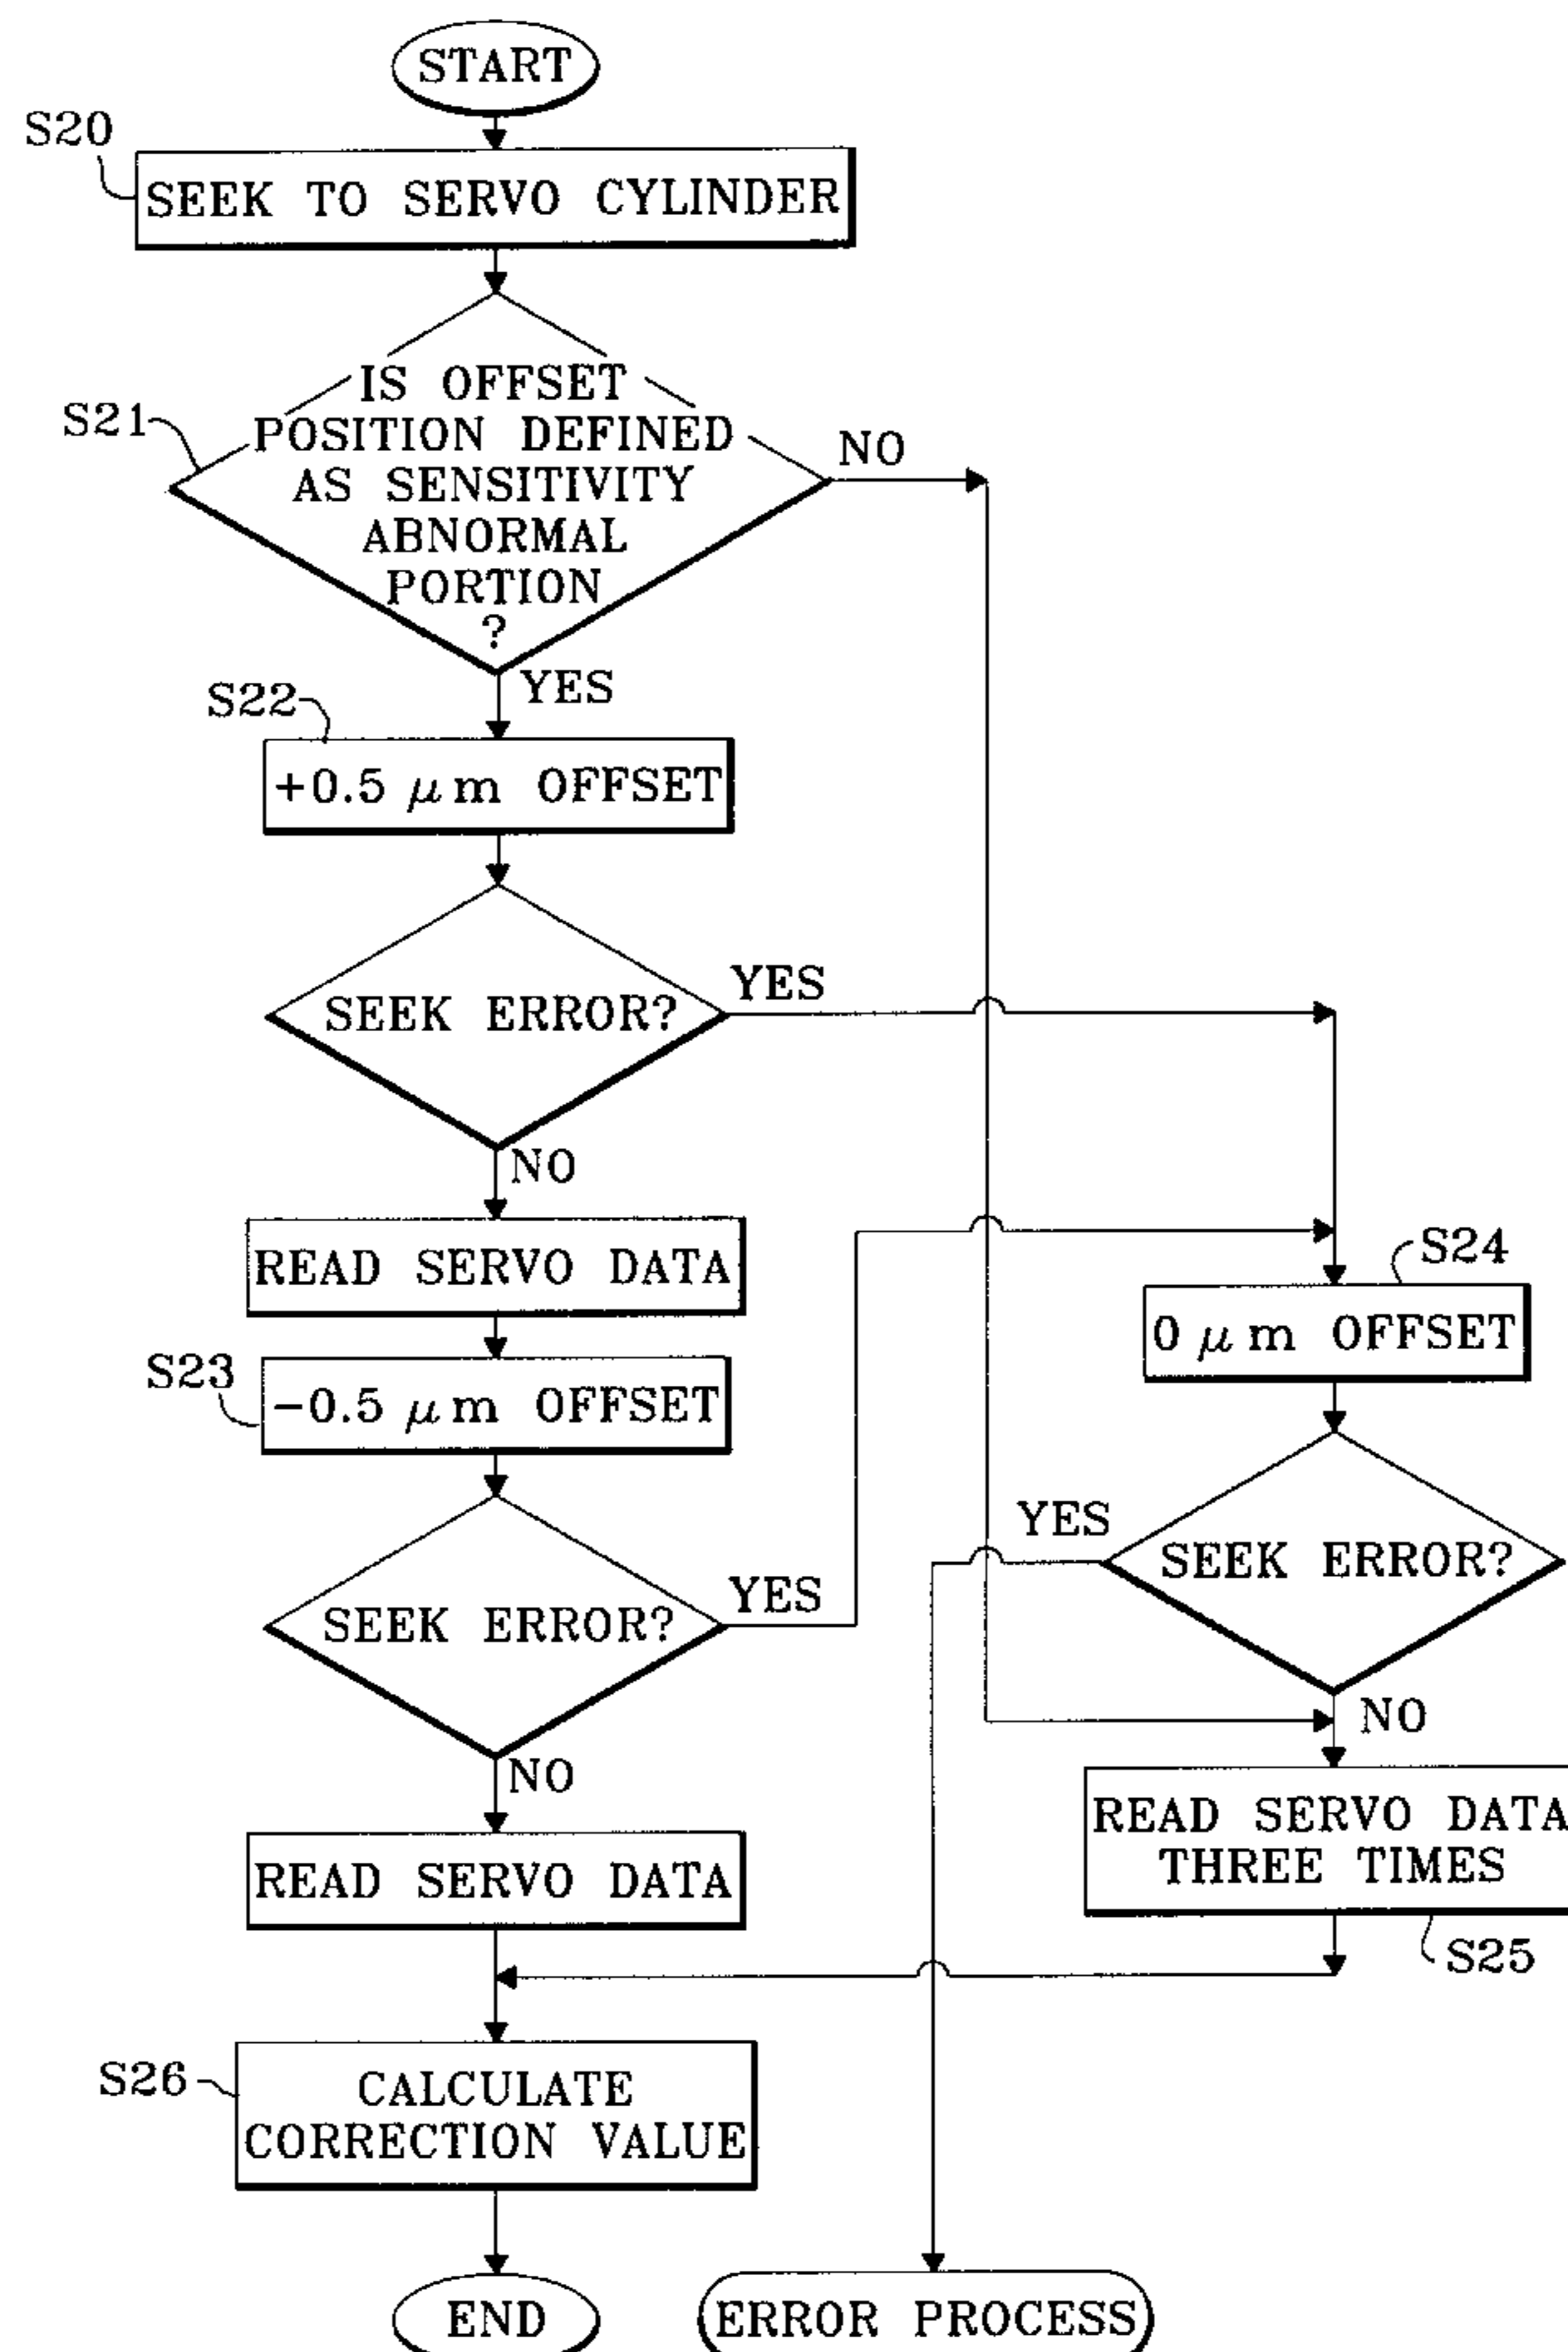 START
S20
SEEK TO SERVO CYLINDER
S21
IS OFFSET
POSITION DEFINED
AS SENSITIVITY
ABNORMAL
PORTION
?
NO
YES
S22
+0.5 μm OFFSET
SEEK ERROR?
YES
NO
READ SERVO DATA
S23
-0.5 μm OFFSET
S24
0 μm OFFSET
SEEK ERROR?
YES
NO
SEEK ERROR?
YES
NO
READ SERVO DATA
READ SERVO DATA
THREE TIMES
S25
S26
CALCULATE
CORRECTION VALUE
END
ERROR PROCESS